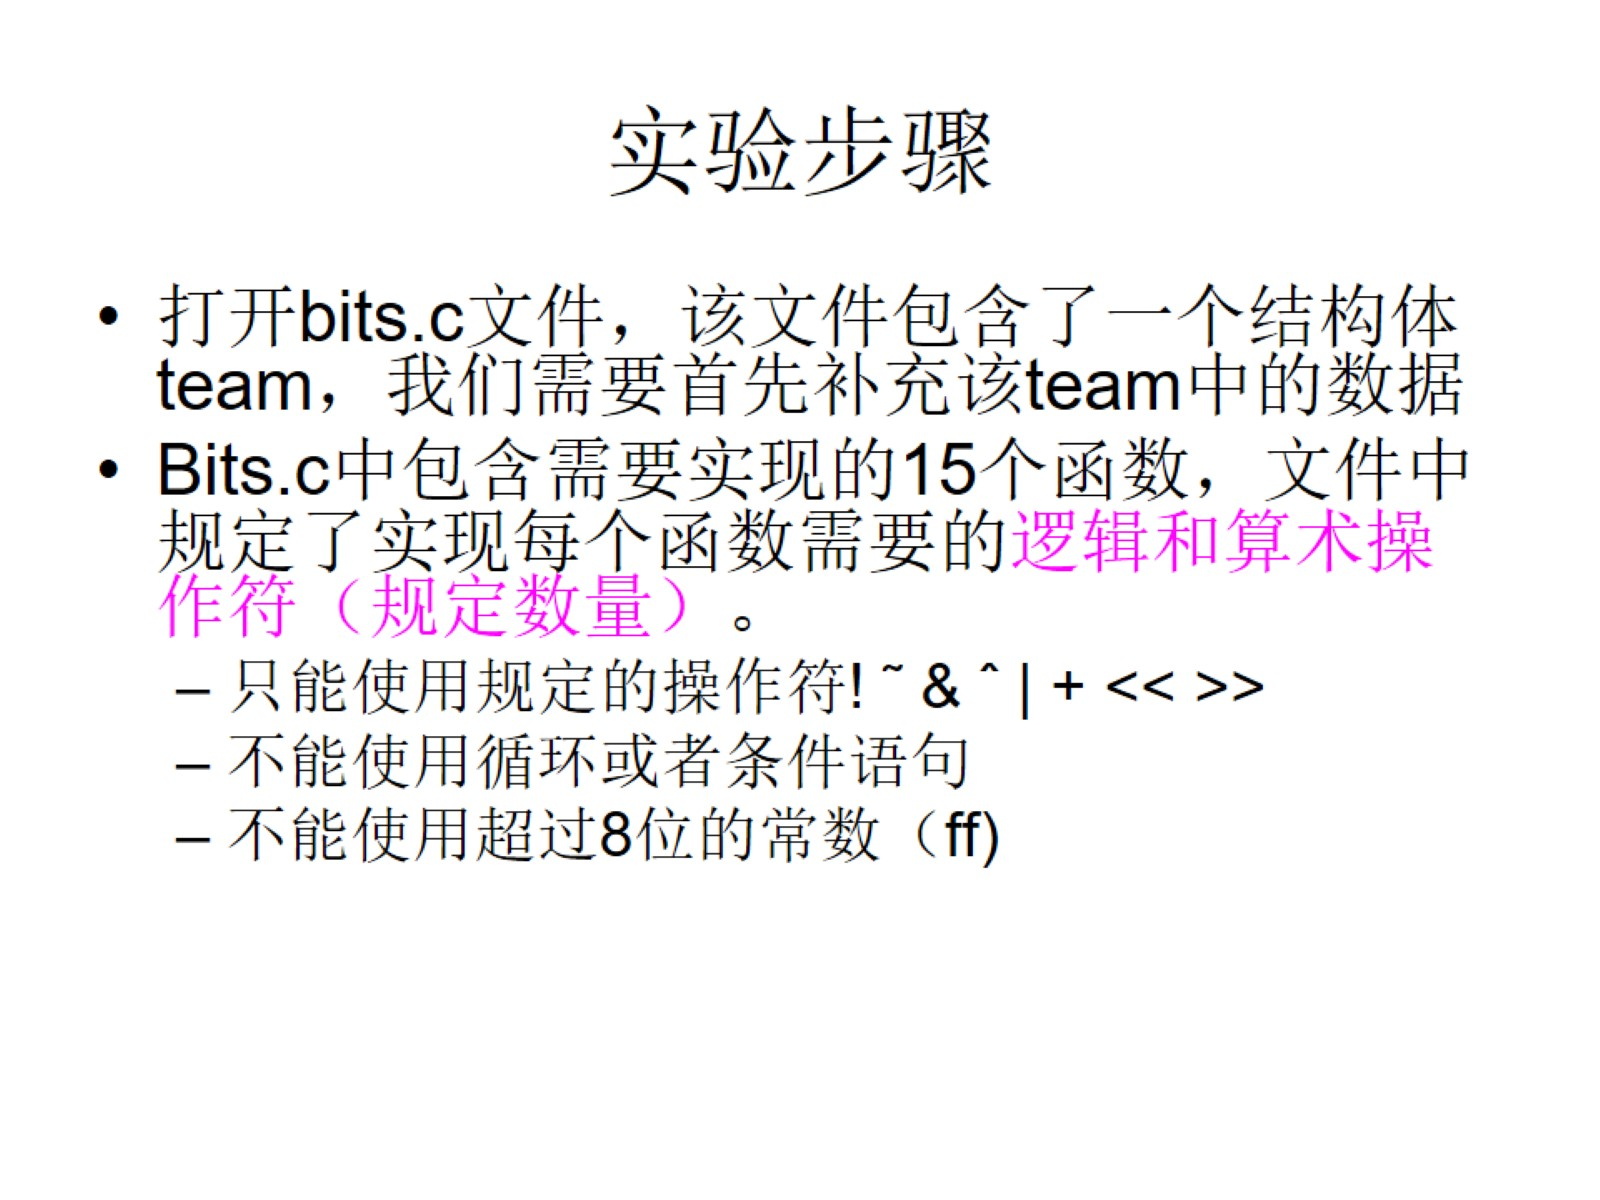 实验步骤
• 打开bits.c文件，该文件包含了一个结构体
team，我们需要首先补充该team中的数据
• Bits.c中包含需要实现的15个函数，文件中
规定了实现每个函数需要的逻辑和算术操
作符（规定数量）。
– 只能使用规定的操作符! ˜ & ˆ | + << >>
– 不能使用循环或者条件语句
– 不能使用超过8位的常数（ff)